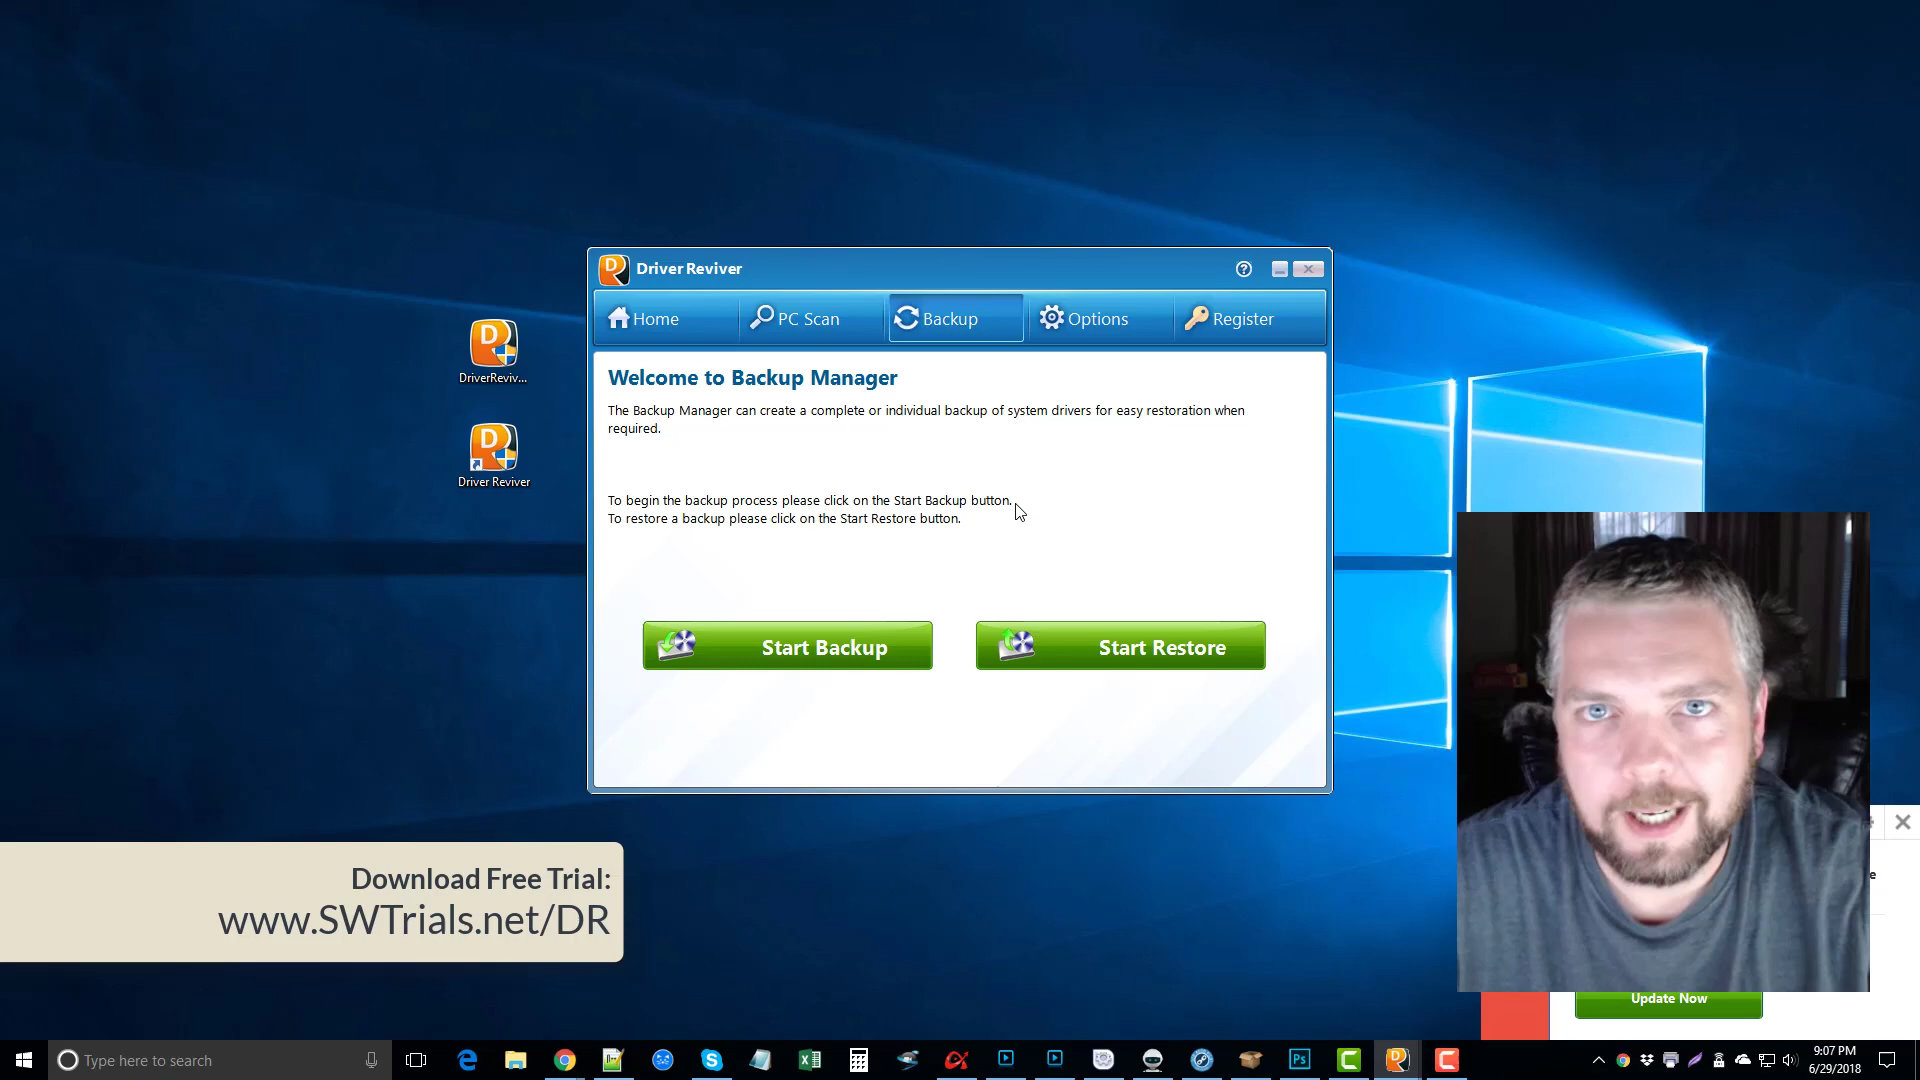 Driver Reviver
Home
PC Scan
Backup
Options
Register
Welcome to Backup Manager
The Backup Manager can create a complete or individual backup of system drivers for easy restoration when
required.
To begin the backup process please click on the Start Backup button.
To restore a backup please click on the Start Restore button.
Start Backup
Start Restore
DriverReviv...
Driver Reviver
Download Free Trial:
www.SWTrials.net/DR
Update Now
Type here to search
9:07 PM
6/29/2018